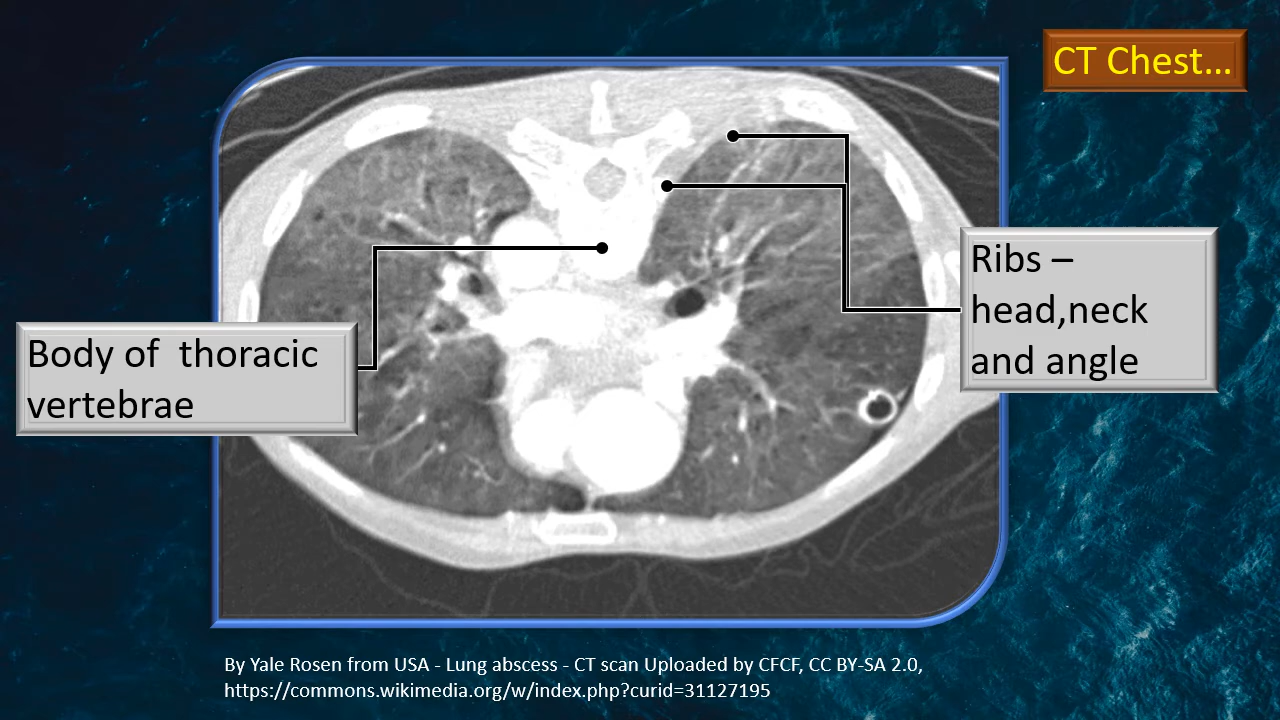 CT Chest...
Ribs –
head,neck
and angle
Body of  thoracic
vertebrae
By Yale Rosen from USA - Lung abscess - CT scan Uploaded by CFCF, CC BY-SA 2.0,
https://commons.wikimedia.org/w/index.php?curid=31127195